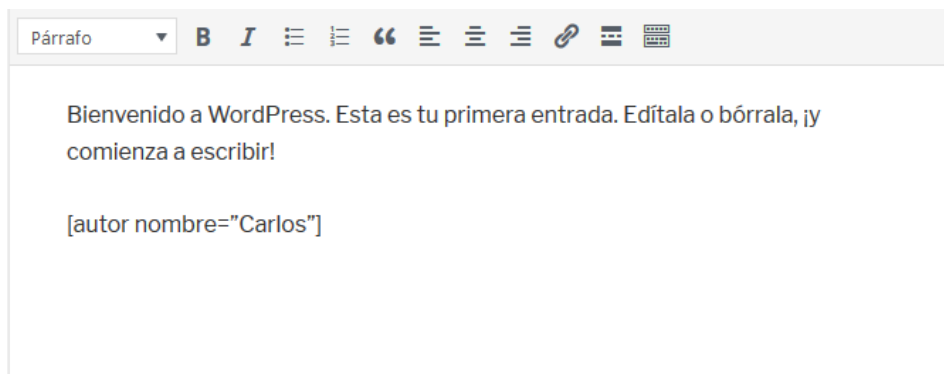 Párrafo
Bienvenido a WordPress. Esta es tu primera entrada. Edítala o bórrala, ¡y
comienza a escribir!
[autor nombre=”Carlos”]